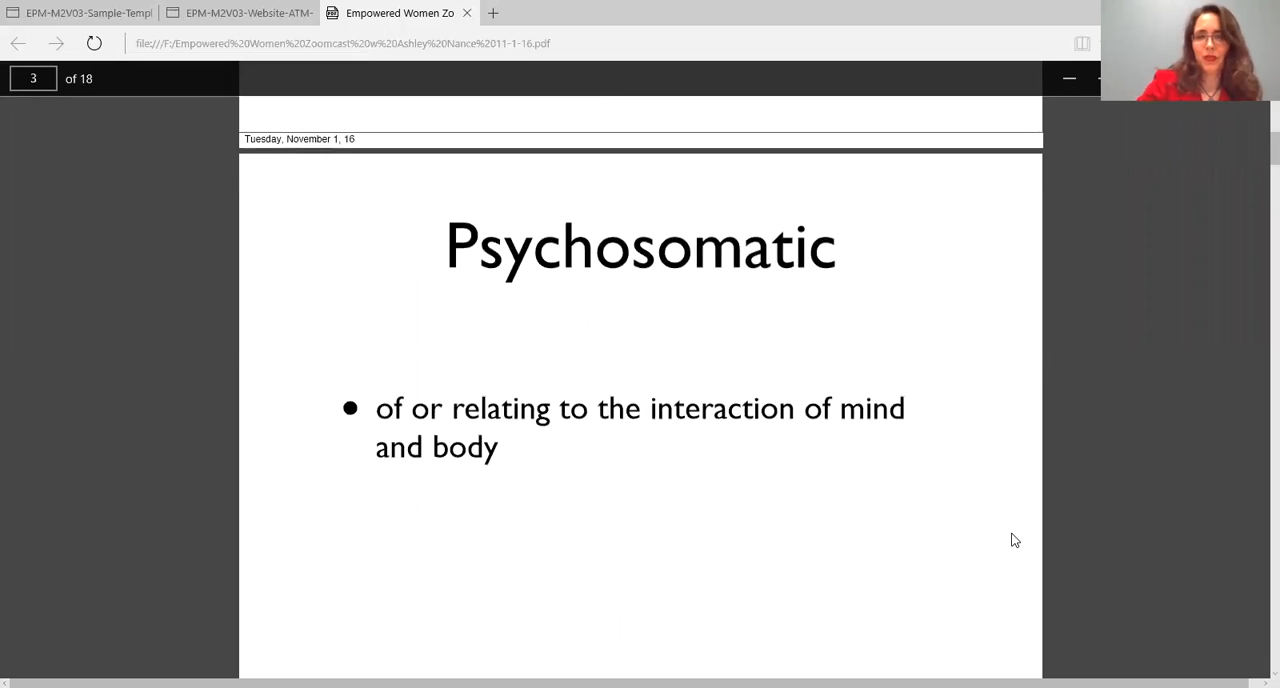 EPM-M2V03-Sample-Templ EPM-M2V03-Website-ATM- Empowered Women Zo
file:///F:/Empowered%20Women%20Zoomcast%20w%20Ashley%20Nance%2011-1-16.pdf
3 of 18
Tuesday, November 1, 16
Psychosomatic
• of or relating to the interaction of mind
and body